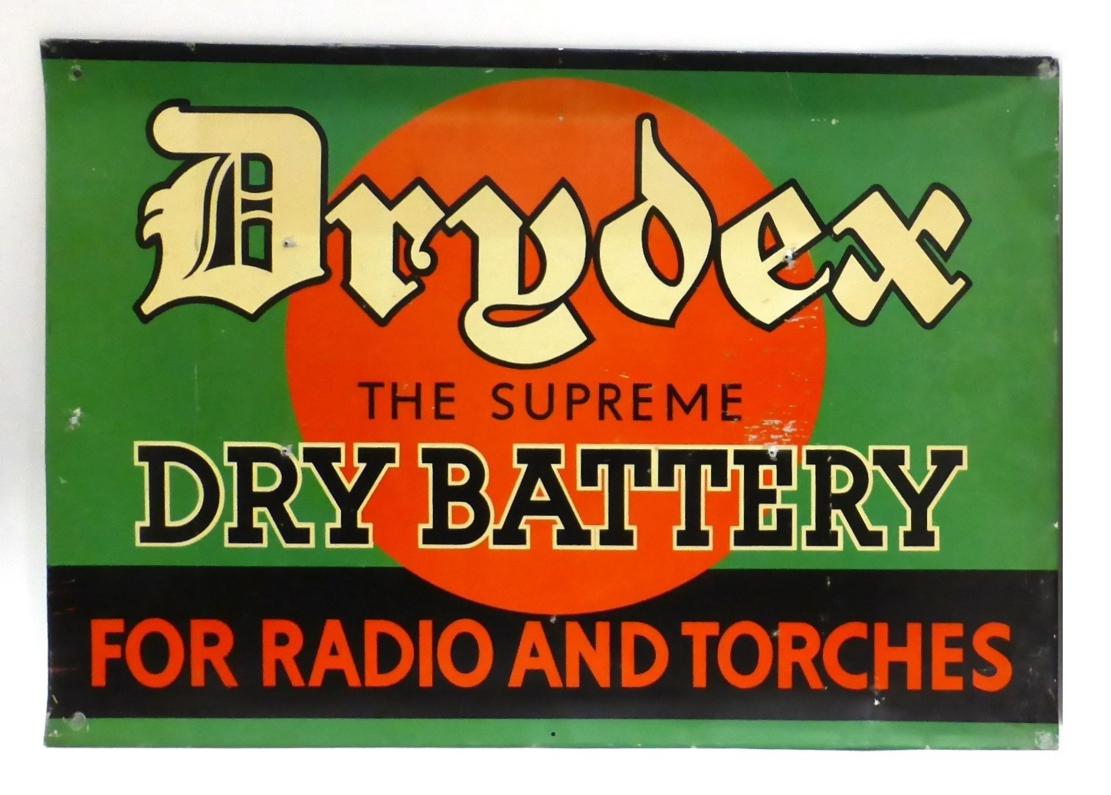 Drydex
THE SUPREME
DRY BATTERY
FOR RADIO AND TORCHES